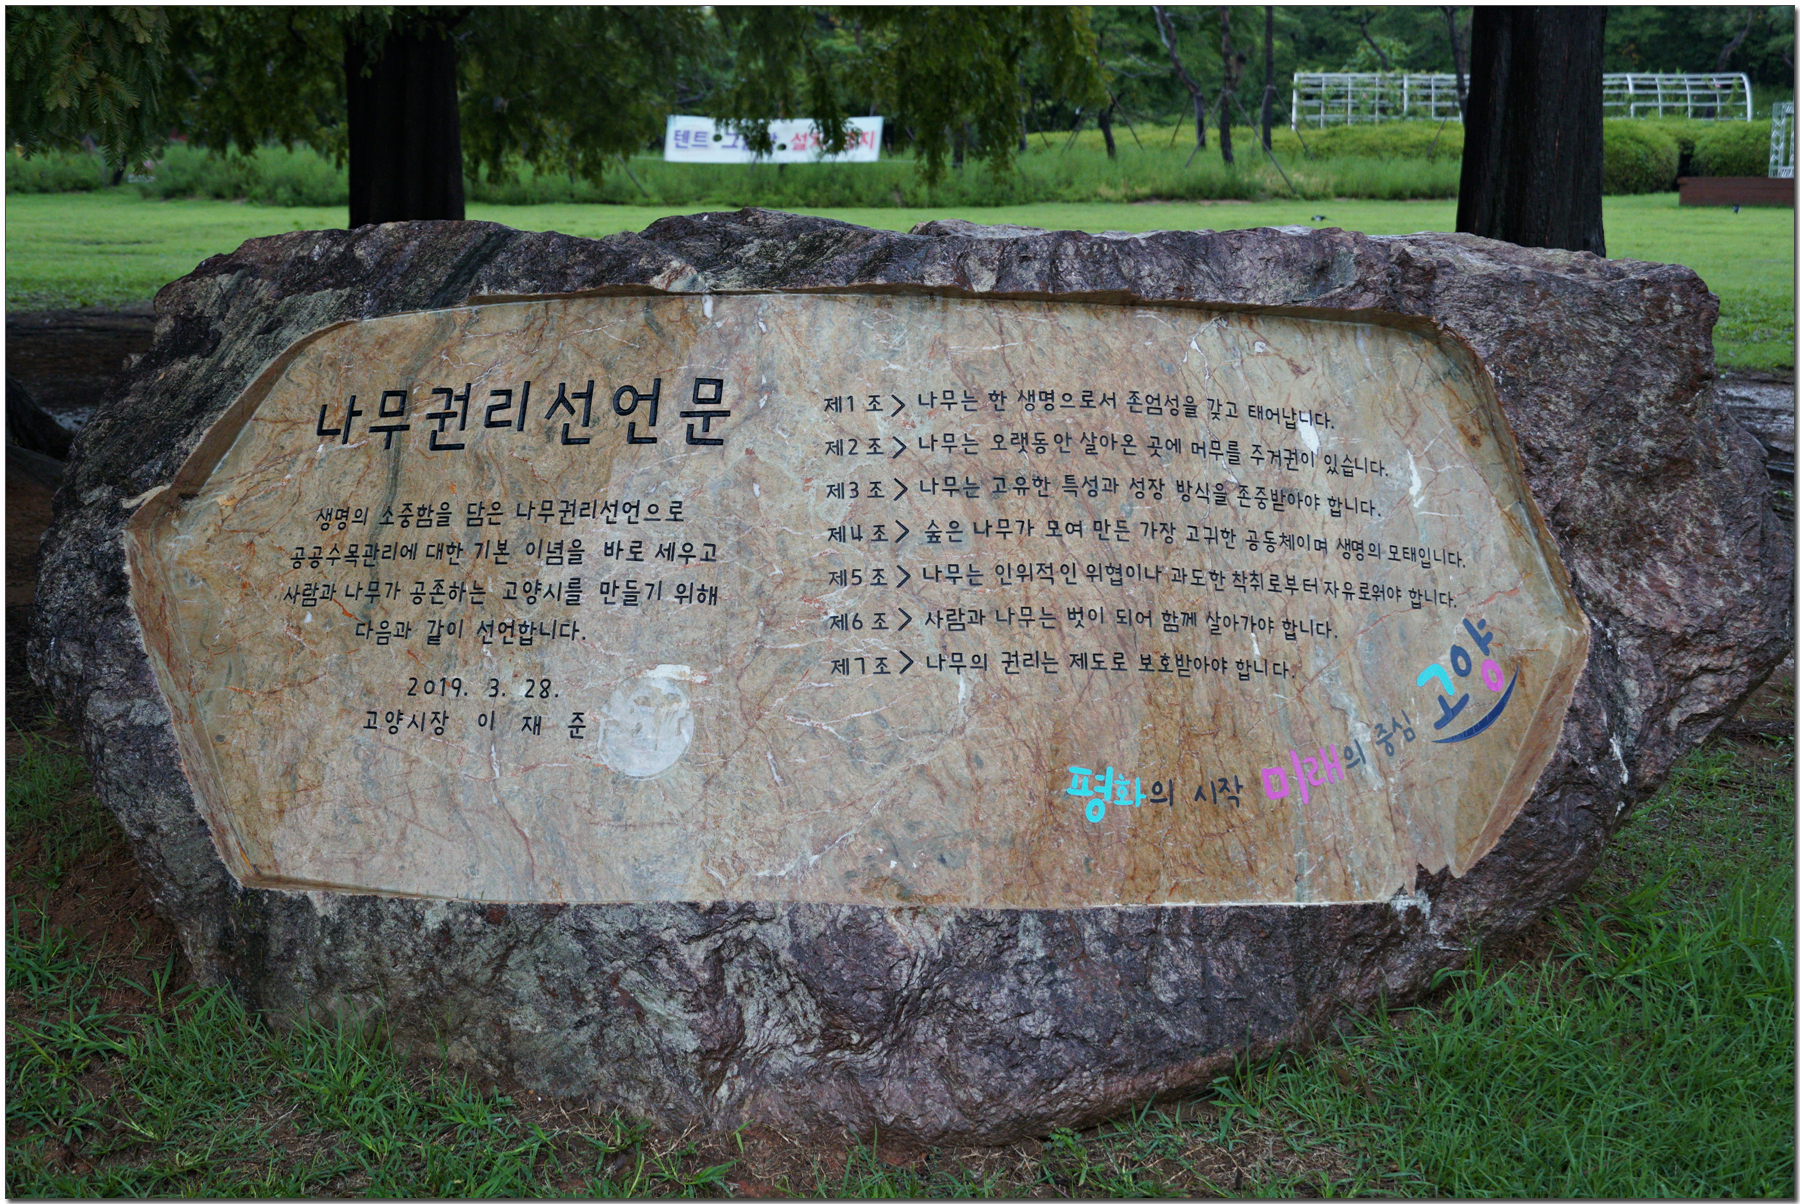 텐트
나무권리선언문
생명의 소중함을 담은 나무권리선언으로
공공수목관리에 대한 기본 이념을 바로 세우고
사람과 나무가 공존하는 고양시를 만들기 위해
다음과 같이 선언합니다.
2019. 3. 28.
고양시장 이 재 준
제1조> 나무는 한 생명으로서 존엄성을 갖고 태어납니다.
제2조> 나무는 오랫동안 살아온 곳에 머무를 주거권이 있습니다.
제3조> 나무는 고유한 특성과 성장 방식을 존중받아야 합니다.
제4조> 숲은 나무가 모여 만든 가장 고귀한 공동체이며 생명의 모태입니다.
제5조> 나무는 인위적인 위협이나 과도한 착취로부터 자유로워야 합니다.
제6조> 사람과 나무는 벗이 되어 함께 살아가야 합니다.
제7조> 나무의 권리는 제도로 보호받아야 합니다.
평화의 시작 미래의 중심 고양